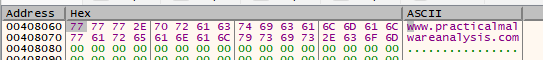 Address Hex ASCII
00408060 77 77 77 2E 70 72 61 63 74 69 63 61 6C 6D 61 6C www.practicalmal
00408070 77 61 72 65 61 6E 61 6C 79 73 69 73 2E 63 6F 6D wareanalysis.com
00408080 00 00 00 00 00 00 00 00 00 00 00 00 00 00 00 00 ................